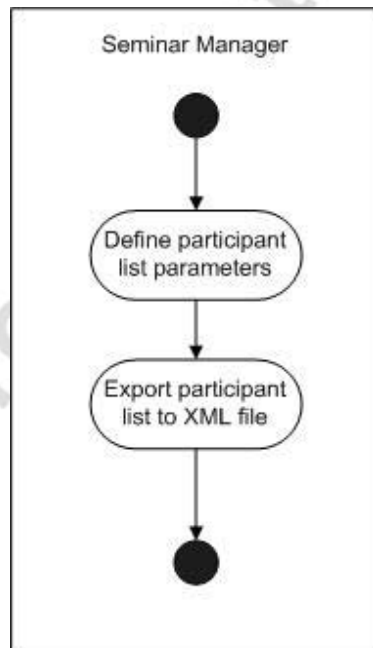 Seminar Manager
Define participant
list parameters
Export participant
list to XML file